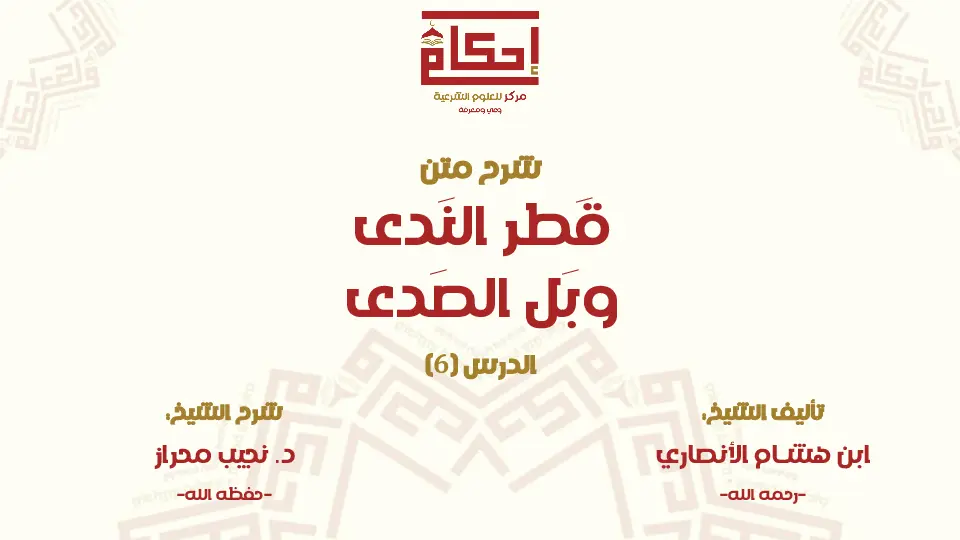 إحكام
مركز للعلوم الشرعية
وعي ومعرفة
شرح متن
قَطر النَدى
وبَل الصَدى
الدرس (6)
تأليف الشيخ:
ابن هشام الأنصاري
-رحمه الله-
شرح الشيخ:
د. نجيب محراز
-حفظه الله-